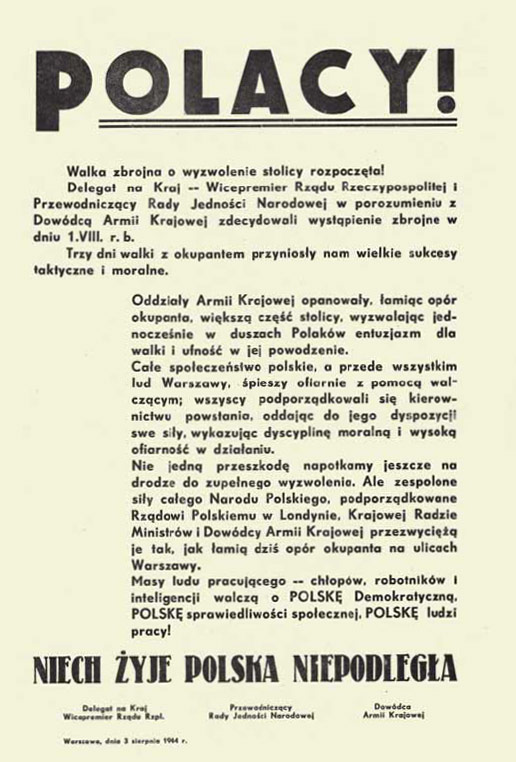 POLACY!
Walka zbrojna o wyzwolenie stolicy rozpoczęta!
Delegat na Kraj -- Wicepremier Rządu Rzeczypospolitej i
Przewodniczący Rady Jedności Narodowej w porozumieniu z
Dowódcą Armii Krajowej zdecydowali wystąpienie zbrojne w
dniu 1.VIII. r. b.
Trzy dni walki z okupantem przyniosły nam wielkie sukcesy
taktyczne i moralne.
Oddziały Armii Krajowej opanowały, łamiąc opór
okupanta, większą część stolicy, wyzwalając jed-
nocześnie w duszach Polaków entuzjazm dla
walki i ufność w jej powodzenie.
Całe społeczeństwo polskie, a przede wszystkim
lud Warszawy, śpieszy ofiarnie z pomocą wal-
czącym; wszyscy podporządkowali się kierow-
nictwu powstania, oddając do jego dyspozycji
swe siły, wykazując dyscyplinę moralną i wysoką
ofiarność w działaniu.
Nie jedną przeszkodę napotkamy jeszcze na
drodze do zupełnego wyzwolenia. Ale zespolone
siły całego Narodu Polskiego, podporządkowane
Rządowi Polskiemu w Londynie, Krajowej Radzie
Ministrów i Dowódcy Armii Krajowej przezwyciężą
je tak, jak łamią dziś opór okupanta na ulicach
Warszawy.
Masy ludu pracującego -- chłopów, robotników i
inteligencji walczą o POLSKĘ Demokratyczną,
POLSKĘ sprawiedliwości społecznej, POLSKĘ ludzi
pracy!
NIECH ŻYJE POLSKA NIEPODLEGŁA
Delegat na Kraj
Wicepremier Rządu Rzpl.
Przewodniczący
Rady Jedności Narodowej
Dowódca
Armii Krajowej
Warszawa, dnia 3 sierpnia 1944 r.